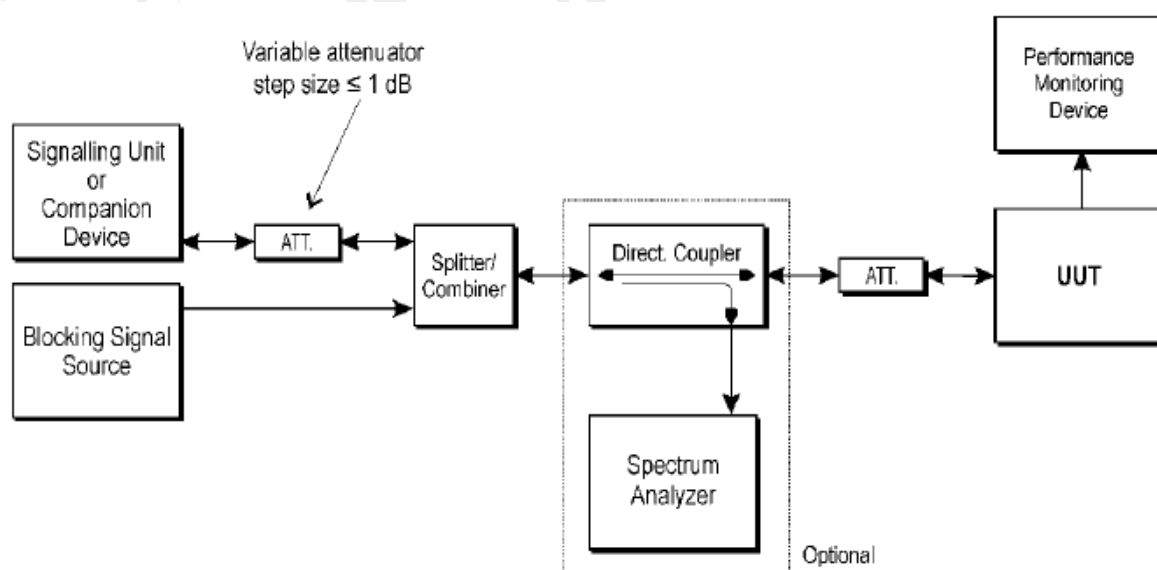 Variable attenuator
step size ≤ 1 dB
Performance
Monitoring
Device
Signalling Unit
or
Companion
Device
ATT.
Splitter/
Combiner
Direct. Coupler
ATT.
UUT
Blocking Signal
Source
Spectrum
Analyzer
Optional